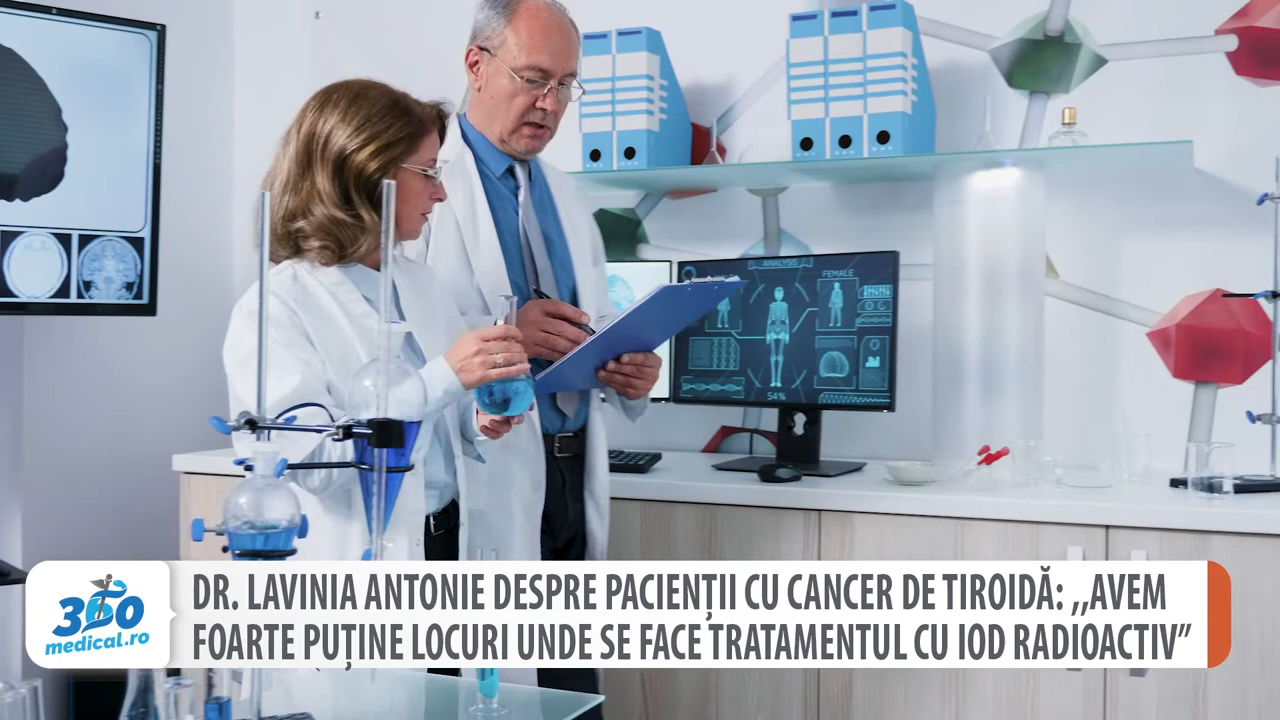 ANALYSIS
FEMALE
54%
360
medical.ro
DR. LAVINIA ANTONIE DESPRE PACIENȚII CU CANCER DE TIROIDĂ: ,,AVEM
FOARTE PUȚINE LOCURI UNDE SE FACE TRATAMENTUL CU IOD RADIOACTIV”